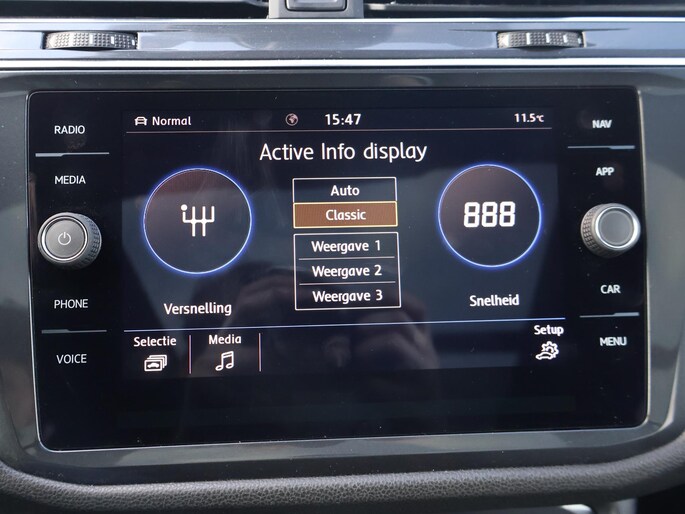 RADIO
MEDIA
PHONE
VOICE
Normal
15:47
11.5°C
Active Info display
Auto
Classic
Weergave 1
Weergave 2
Weergave 3
888
Versnelling
Snelheid
Selectie
Media
Setup
NAV
APP
CAR
MENU